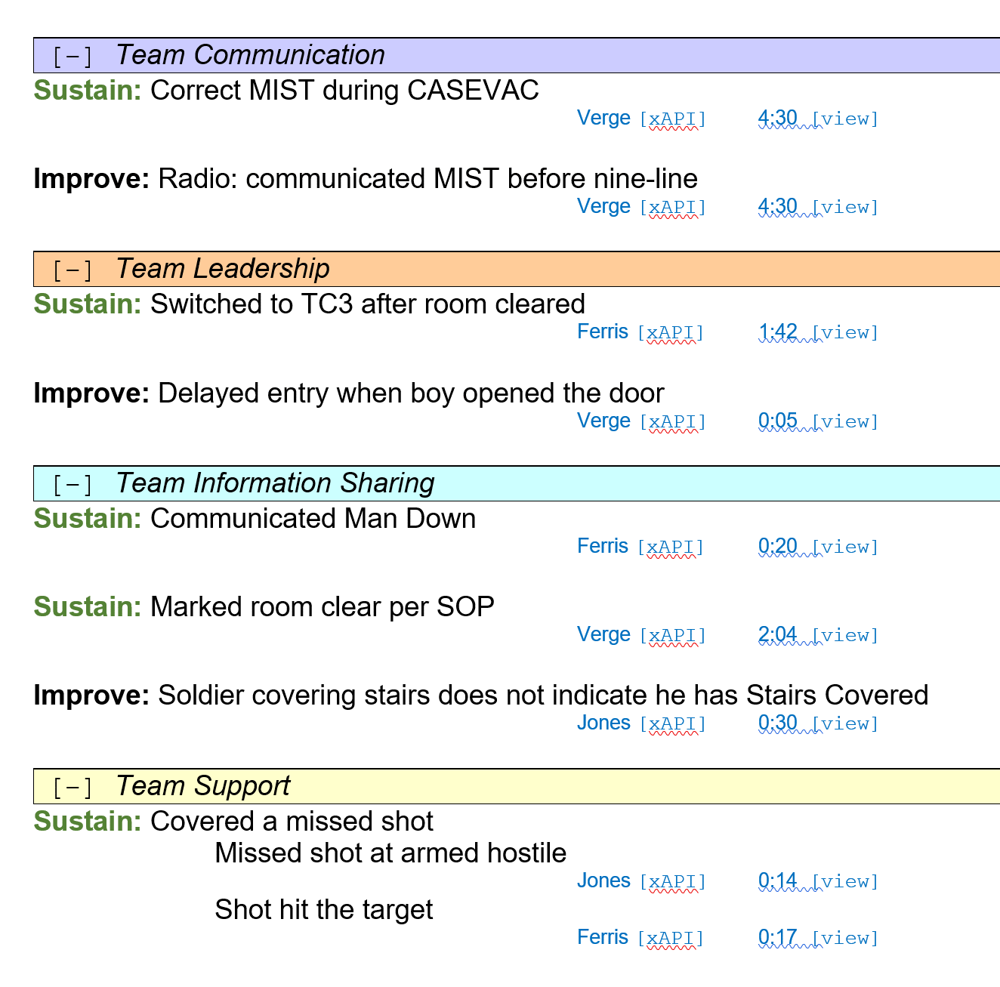 [-] Team Communication
Sustain: Correct MIST during CASEVAC
Verge [xAPI] 4:30 [view]
Improve: Radio: communicated MIST before nine-line
Verge [xAPI] 4:30 [view]
[-] Team Leadership
Sustain: Switched to TC3 after room cleared
Ferris [xAPI] 1:42 [view]
Improve: Delayed entry when boy opened the door
Verge [xAPI] 0:05 [view]
[-] Team Information Sharing
Sustain: Communicated Man Down
Ferris [xAPI] 0:20 [view]
Sustain: Marked room clear per SOP
Verge [xAPI] 2:04 [view]
Improve: Soldier covering stairs does not indicate he has Stairs Covered
Jones [xAPI] 0:30 [view]
[-] Team Support
Sustain: Covered a missed shot
Missed shot at armed hostile
Jones [xAPI] 0:14 [view]
Shot hit the target
Ferris [xAPI] 0:17 [view]